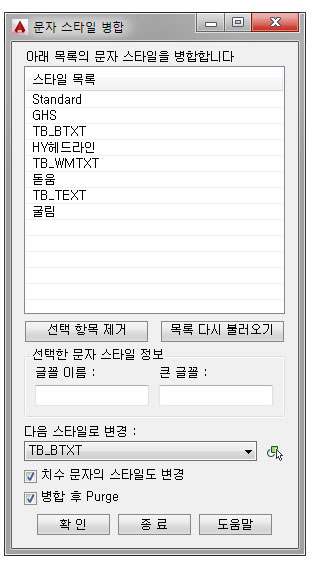 문자 스타일 병합
아래 목록의 문자 스타일을 병합합니다
스타일 목록
Standard
GHS
TB_BTXT
HY헤드라인
TB_WMTXT
돋움
TB_TEXT
굴림
선택 항목 제거 목록 다시 불러오기
선택한 문자 스타일 정보
글꼴 이름 : 큰 글꼴 :
다음 스타일로 변경 :
TB_BTXT
치수 문자의 스타일도 변경
병합 후 Purge
확 인 종 료 도움말